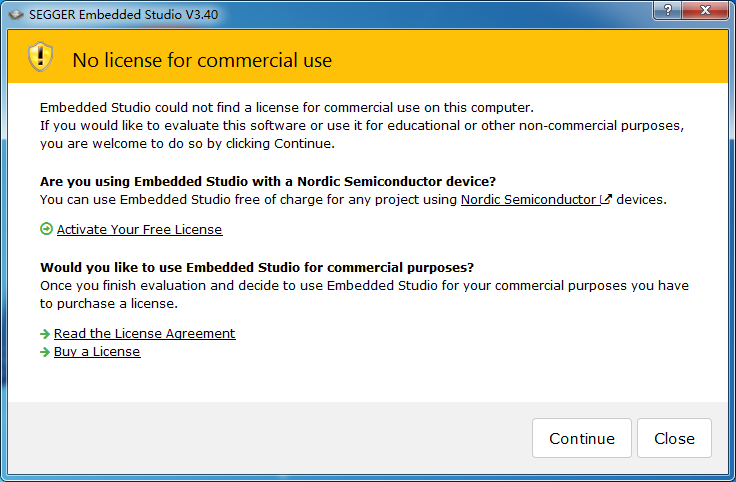 SEGGER Embedded Studio V3.40
No license for commercial use
Embedded Studio could not find a license for commercial use on this computer.
If you would like to evaluate this software or use it for educational or other non-commercial purposes,
you are welcome to do so by clicking Continue.
Are you using Embedded Studio with a Nordic Semiconductor device?
You can use Embedded Studio free of charge for any project using Nordic Semiconductor devices.
Activate Your Free License
Would you like to use Embedded Studio for commercial purposes?
Once you finish evaluation and decide to use Embedded Studio for your commercial purposes you have
to purchase a license.
Read the License Agreement
Buy a License
Continue Close